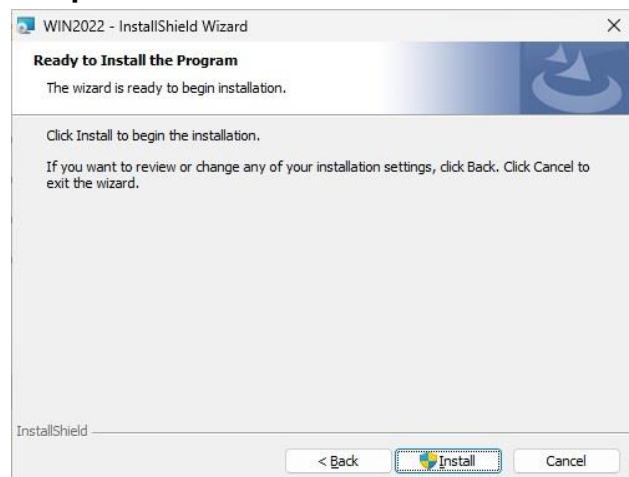 WIN2022 - InstallShield Wizard
Ready to Install the Program
The wizard is ready to begin installation.
Click Install to begin the installation.
If you want to review or change any of your installation settings, click Back. Click Cancel to
exit the wizard.
InstallShield
< Back Install Cancel